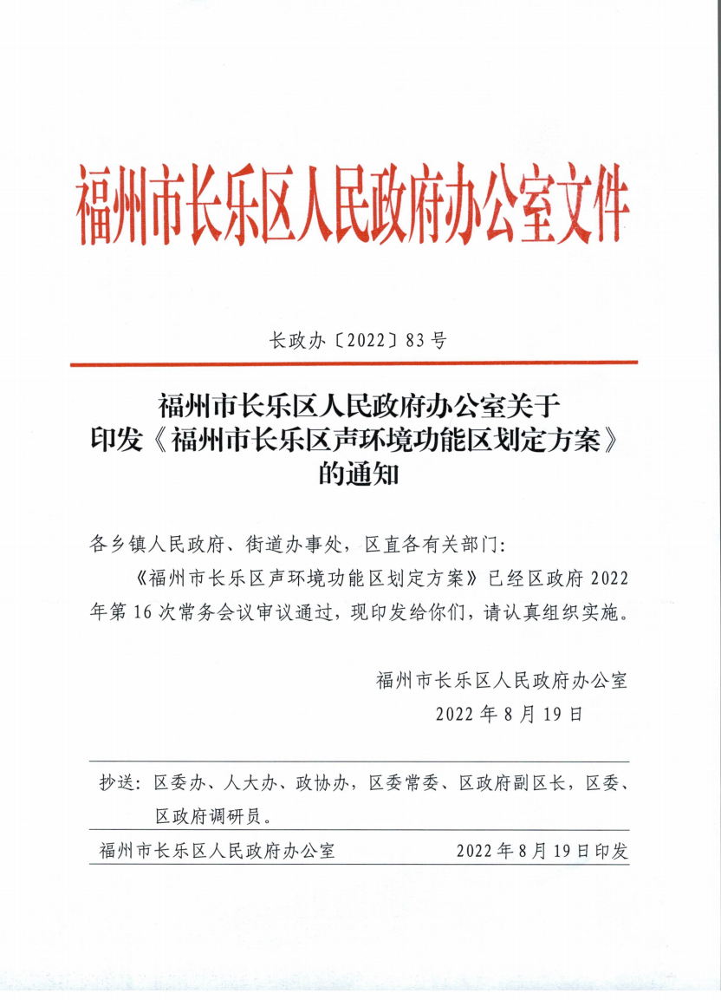 福州市长乐区人民政府办公室文件
长政办〔2022〕83号
福州市长乐区人民政府办公室关于
印发《福州市长乐区声环境功能区划定方案》
的通知
各乡镇人民政府、街道办事处，区直各有关部门：
《福州市长乐区声环境功能区划定方案》已经区政府2022
年第16次常务会议审议通过，现印发给你们，请认真组织实施。
福州市长乐区人民政府办公室
2022年8月19日
抄送：区委办、人大办、政协办，区委常委、区政府副区长，区委、
区政府调研员。
福州市长乐区人民政府办公室 2022年8月19日印发